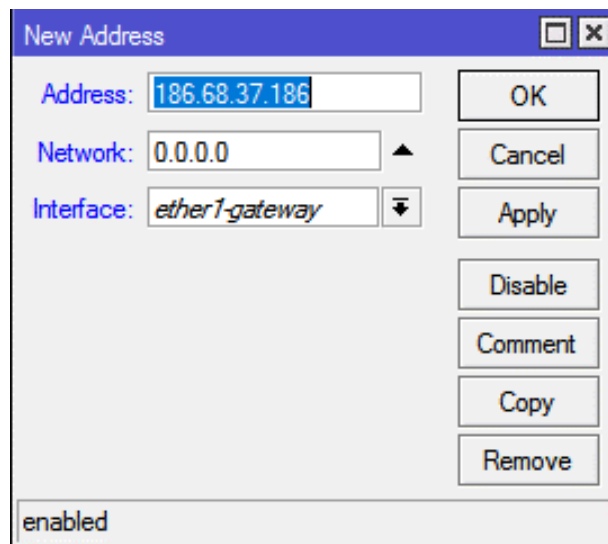 New Address
Address: 186.68.37.186
OK
Network: 0.0.0.0
Cancel
Interface: ether1-gateway
Apply
Disable
Comment
Copy
Remove
enabled